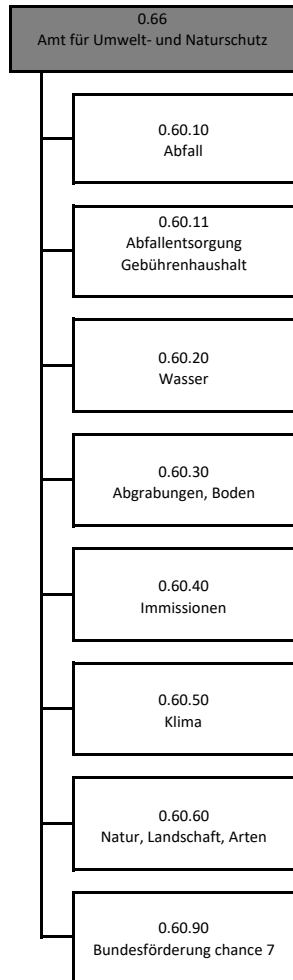 0.66
Amt für Umwelt- und Naturschutz
0.60.10
Abfall
0.60.11
Abfallentsorgung
Gebührenhaushalt
0.60.20
Wasser
0.60.30
Abgrabungen, Boden
0.60.40
Immissionen
0.60.50
Klima
0.60.60
Natur, Landschaft, Arten
0.60.90
Bundesförderung chance 7